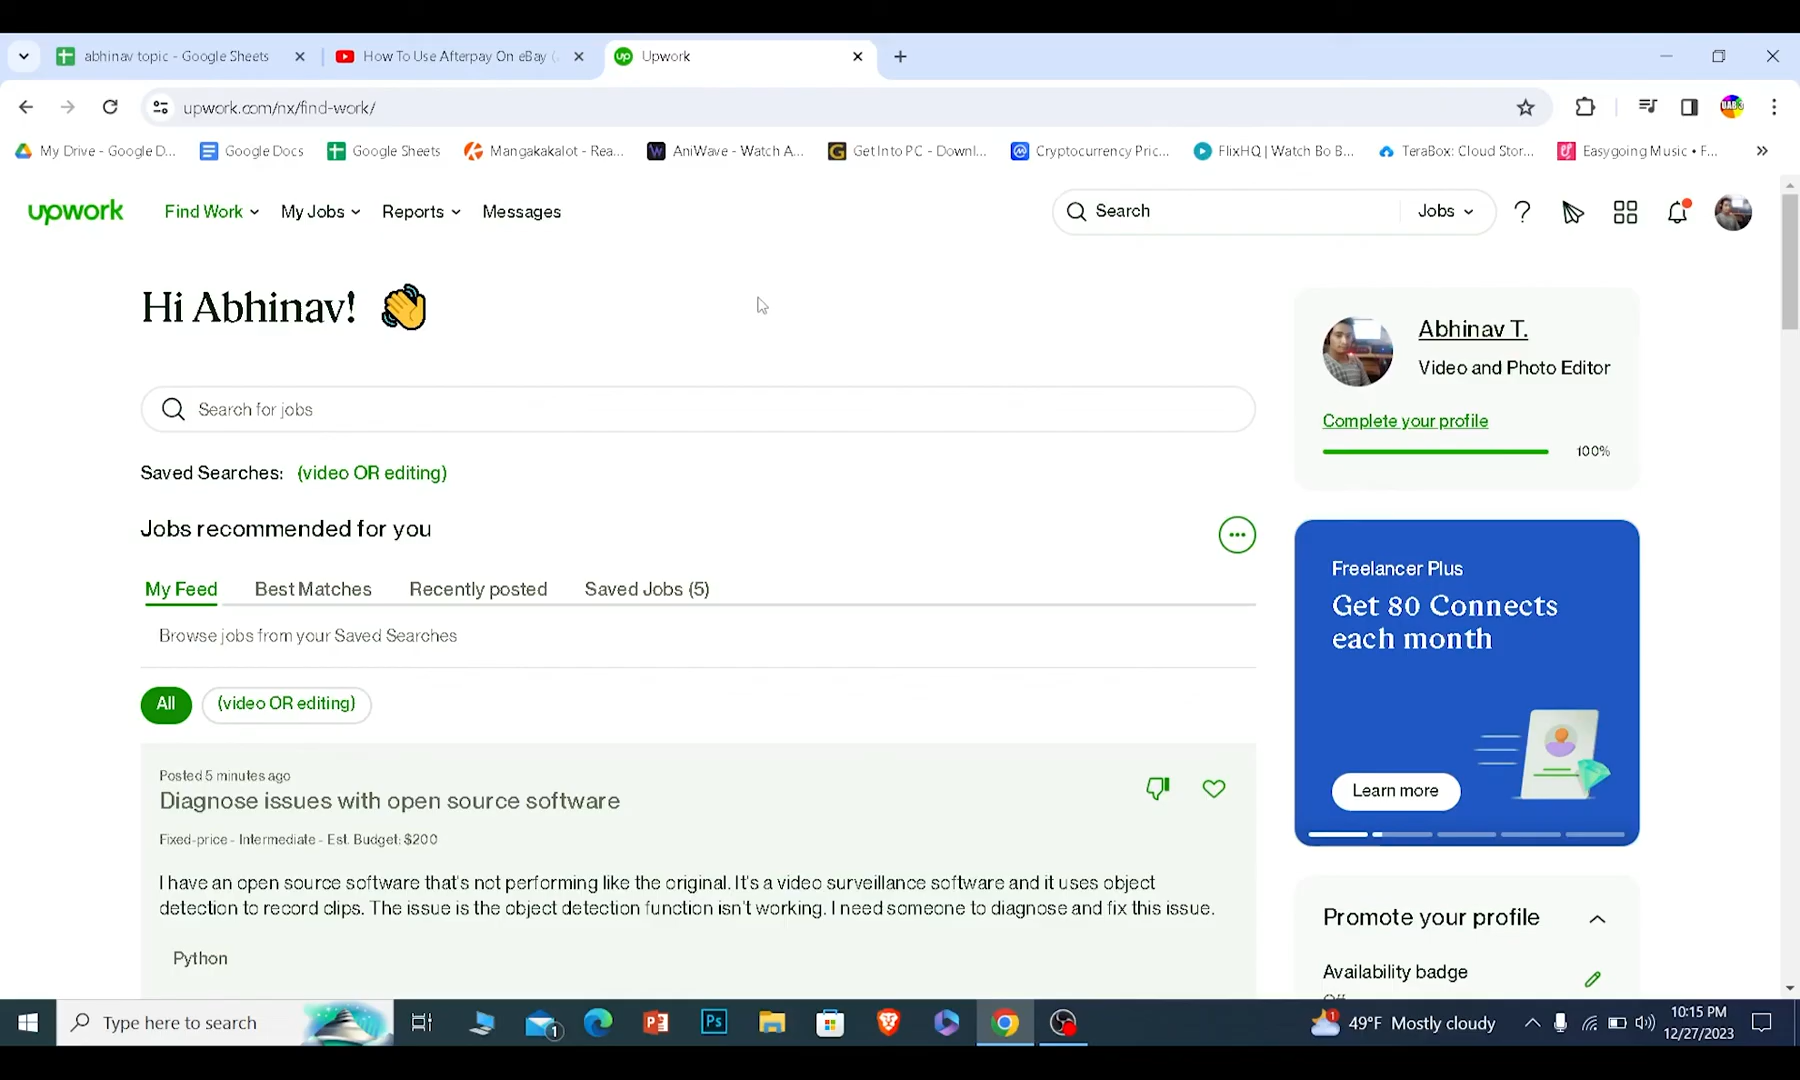 abhinav topic - Google Sheets
How To Use Afterpay On eBay (
up
Upwork
upwork.com/nx/find-work/
My Drive - Google D...
Google Docs
Google Sheets
Mangakakalot - Rea...
AniWave - Watch A...
Get Into PC - Downl...
Cryptocurrency Pric...
FlixHQ | Watch Bo B...
TeraBox: Cloud Stor...
Easygoing Music • F...
upwork
Find Work
My Jobs
Reports
Messages
Search
Jobs
Hi Abhinav!
Abhinav T.
Video and Photo Editor
Complete your profile
100%
Search for jobs
Saved Searches: (video OR editing)
Jobs recommended for you
My Feed
Best Matches
Recently posted
Saved Jobs (5)
Browse jobs from your Saved Searches
All
(video OR editing)
Posted 5 minutes ago
Diagnose issues with open source software
Fixed-price - Intermediate - Est. Budget: $200
I have an open source software that's not performing like the original. It's a video surveillance software and it uses object
detection to record clips. The issue is the object detection function isn't working. I need someone to diagnose and fix this issue.
Python
Freelancer Plus
Get 80 Connects
each month
Learn more
Promote your profile
Availability badge
Off
Type here to search
1
Ps
1
49°F Mostly cloudy
10:15 PM
12/27/2023